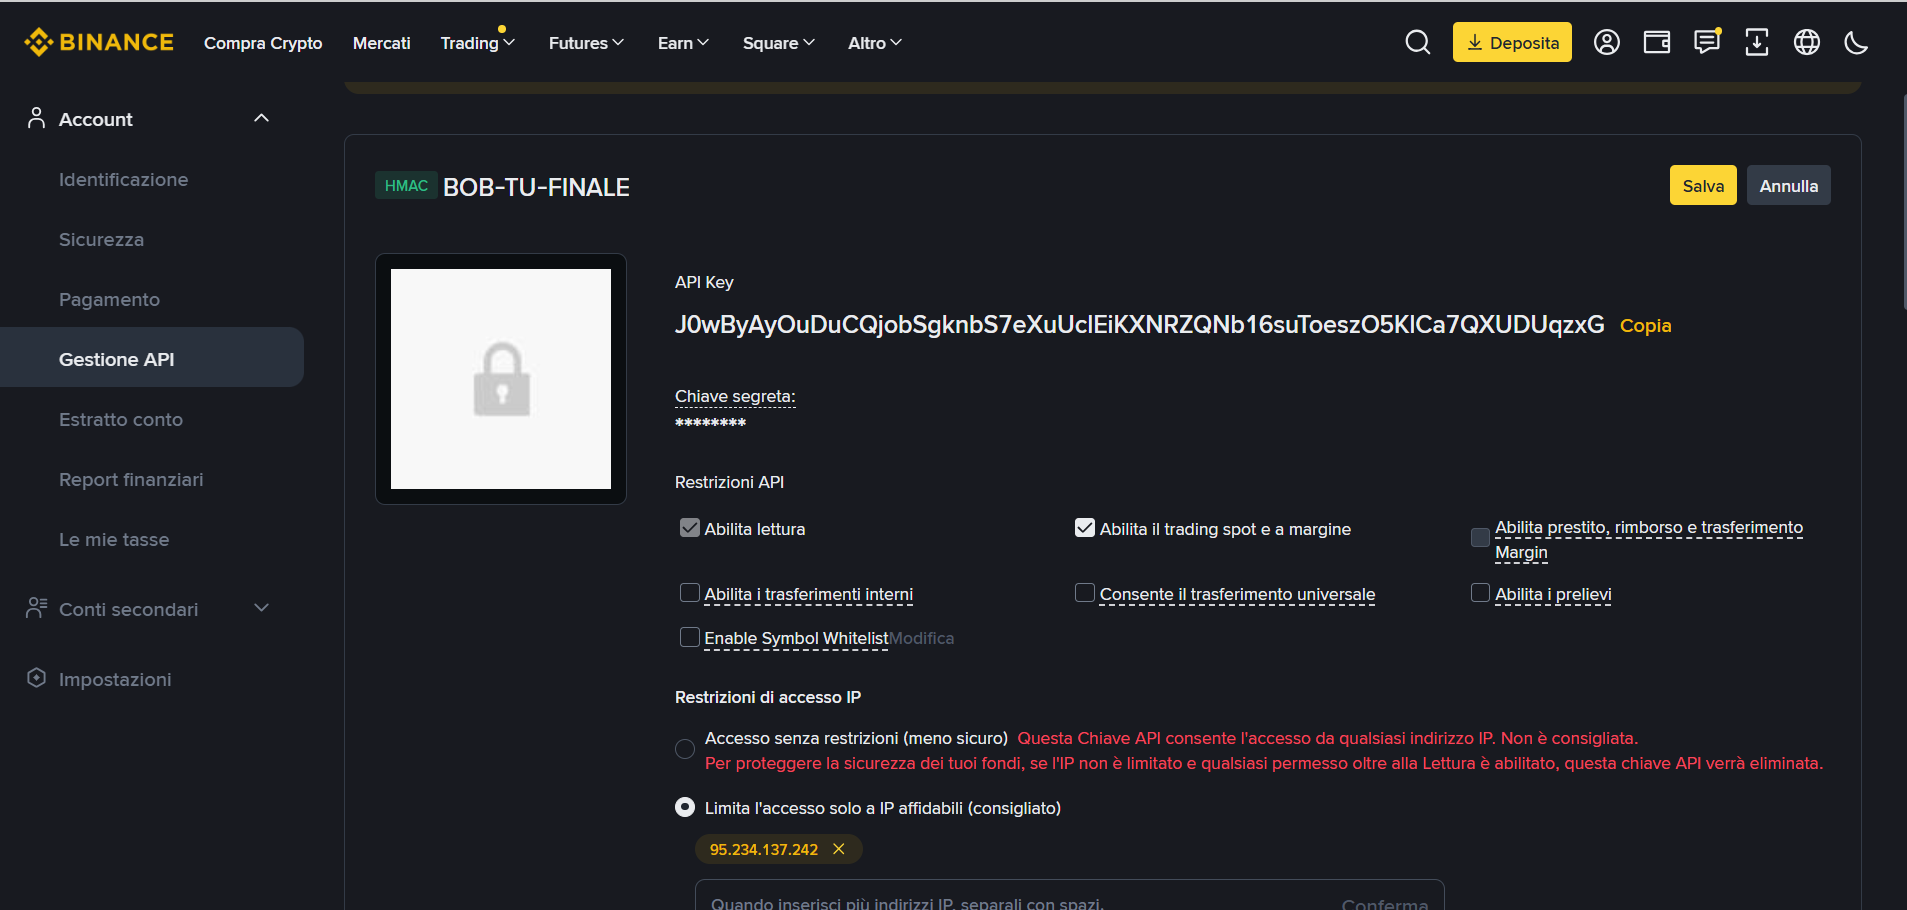 BINANCE Compra Crypto Mercati Trading Futures Earn Square Altro Deposita
Account
Identificazione
Sicurezza
Pagamento
Gestione API
Estratto conto
Report finanziari
Le mie tasse
Conti secondari
Impostazioni
HMAC BOB-TU-FINALE Salva Annulla
API Key
J0wByAyOuDuCQjobSgknbS7eXuUclEiKXNRZQNb16suToeszO5KlCa7QXUDUqzxG Copia
Chiave segreta:
********
Restrizioni API
Abilita lettura
Abilita il trading spot e a margine
Abilita prestito, rimborso e trasferimento
Margin
Abilita i trasferimenti interni
Consente il trasferimento universale
Abilita i prelievi
Enable Symbol Whitelist Modifica
Restrizioni di accesso IP
Accesso senza restrizioni (meno sicuro) Questa Chiave API consente l'accesso da qualsiasi indirizzo IP. Non è consigliata.
Per proteggere la sicurezza dei tuoi fondi, se l'IP non è limitato e qualsiasi permesso oltre alla Lettura è abilitato, questa chiave API verrà eliminata.
Limita l'accesso solo a IP affidabili (consigliato)
95.234.137.242
Quando inserisci più indirizzi IP, separali con spazi. Conferma